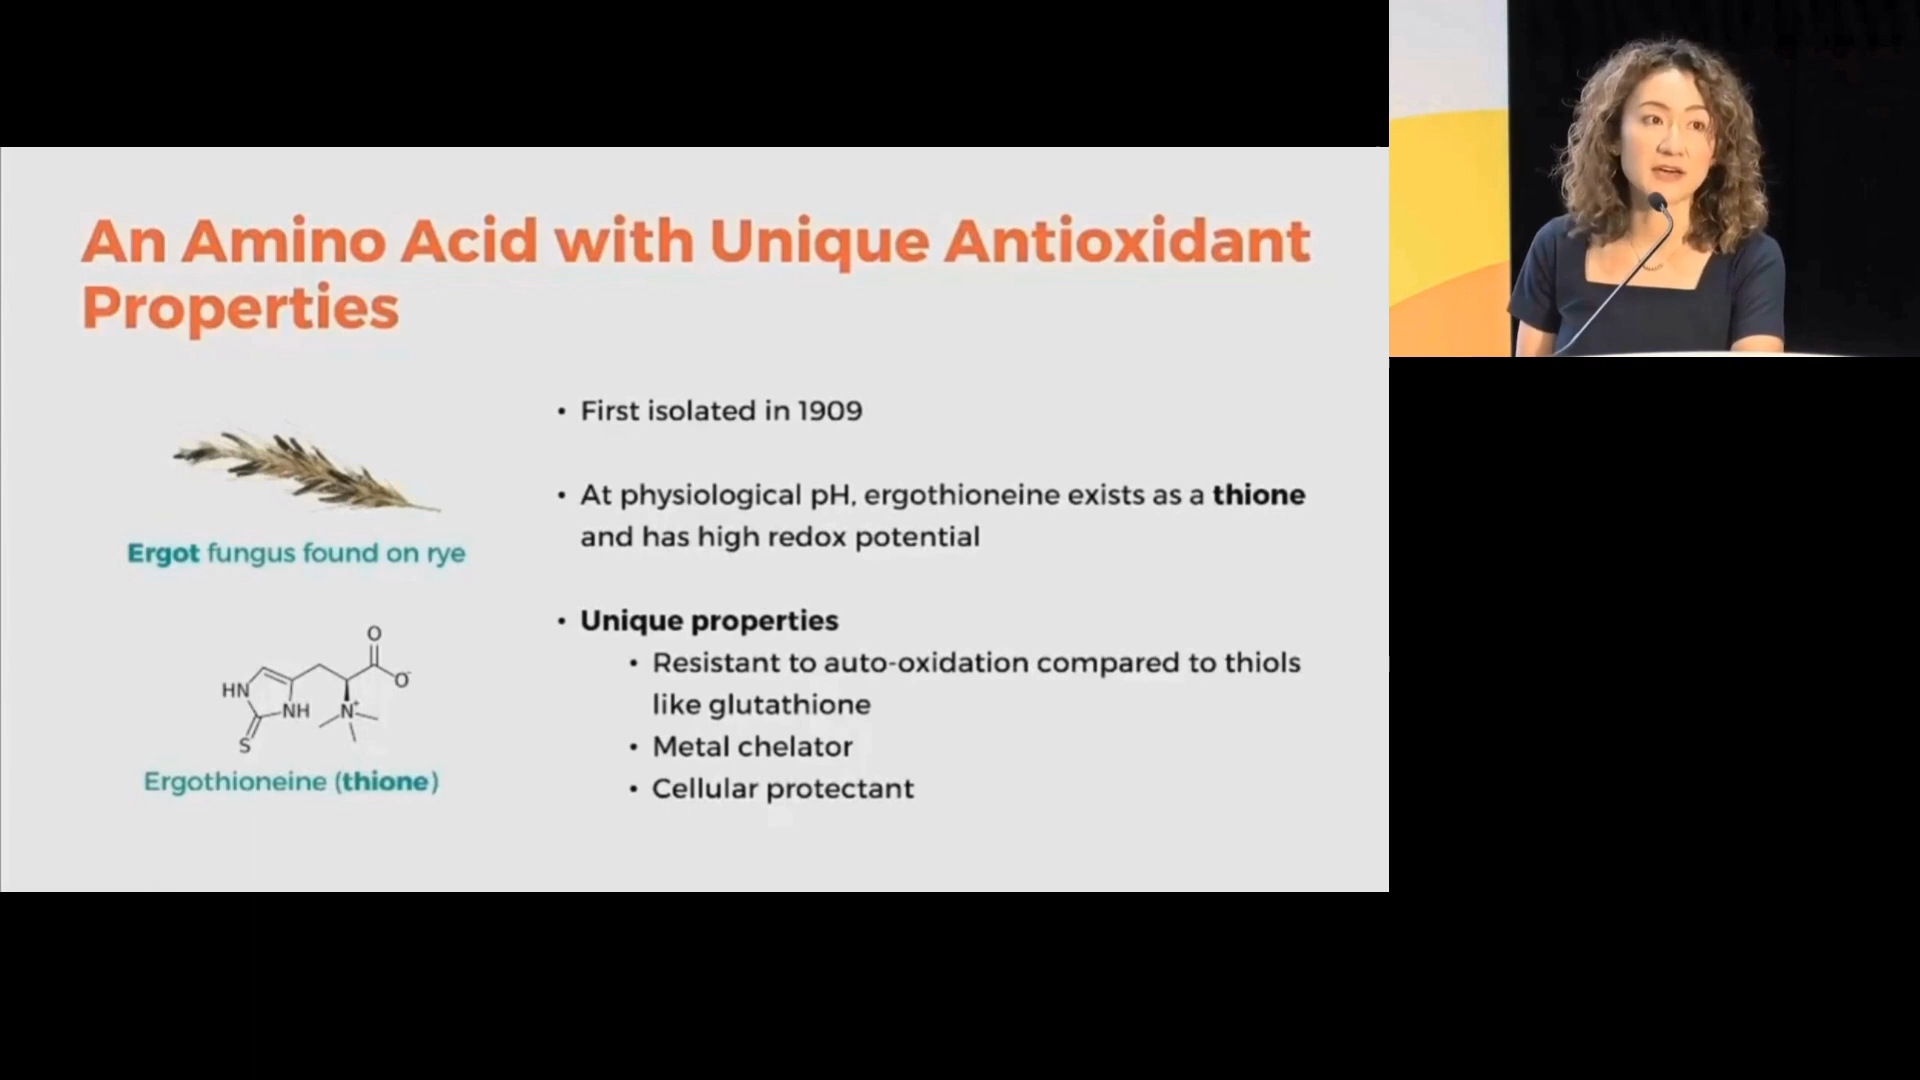 An Amino Acid with Unique Antioxidant
Properties
• First isolated in 1909
• At physiological pH, ergothioneine exists as a thione
and has high redox potential
Ergot fungus found on rye
• Unique properties
• Resistant to auto-oxidation compared to thiols
like glutathione
• Metal chelator
• Cellular protectant
O
O-
HN
NH
N+
S
Ergothioneine (thione)